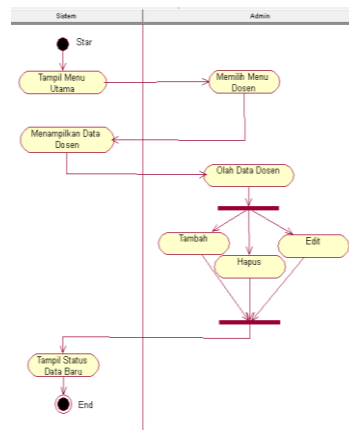 Sistem
Admin
Star
Tampil Menu
Utama
Memilih Menu
Dosen
Menampilkan Data
Dosen
Olah Data Dosen
Tambah
Hapus
Edit
Tampil Status
Data Baru
End